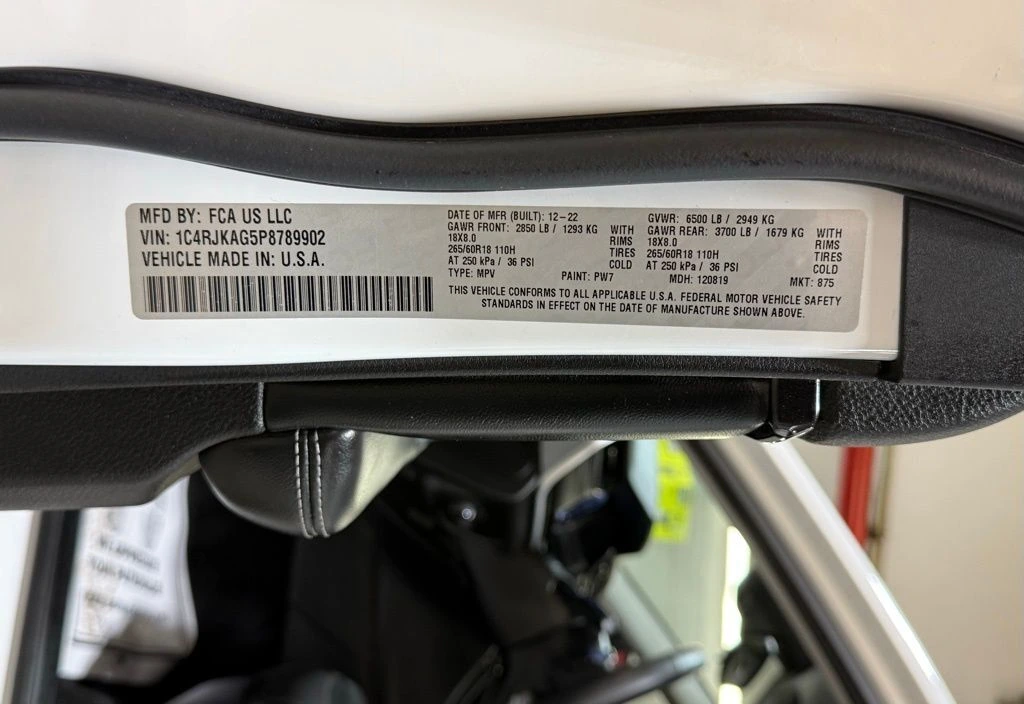 MFD BY: FCA US LLC
VIN: 1C4RJKAG5P8789902
VEHICLE MADE IN: U.S.A.
DATE OF MFR (BUILT): 12-22
GAWR FRONT: 2850 LB / 1293 KG WITH
18X8.0 RIMS
265/60R18 110H TIRES
AT 250 kPa / 36 PSI COLD
TYPE: MPV PAINT: PW7
GVWR: 6500 LB / 2949 KG
GAWR REAR: 3700 LB / 1679 KG WITH
18X8.0 RIMS
265/60R18 110H TIRES
AT 250 kPa / 36 PSI COLD
MDH: 120819 MKT: 875
THIS VEHICLE CONFORMS TO ALL APPLICABLE U.S.A. FEDERAL MOTOR VEHICLE SAFETY
STANDARDS IN EFFECT ON THE DATE OF MANUFACTURE SHOWN ABOVE.